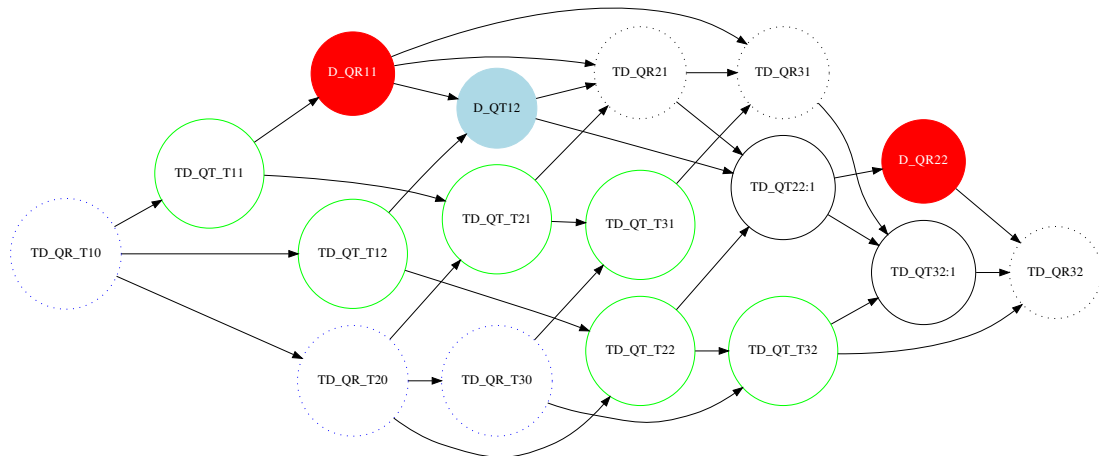 D_QR11
TD_QR21
TD_QR31
D_QT12
D_QR22
TD_QT_T11
TD_QT22:1
TD_QT_T21
TD_QT_T31
TD_QR_T10
TD_QT_T12
TD_QT32:1
TD_QR32
TD_QT_T22
TD_QT_T32
TD_QR_T20
TD_QR_T30